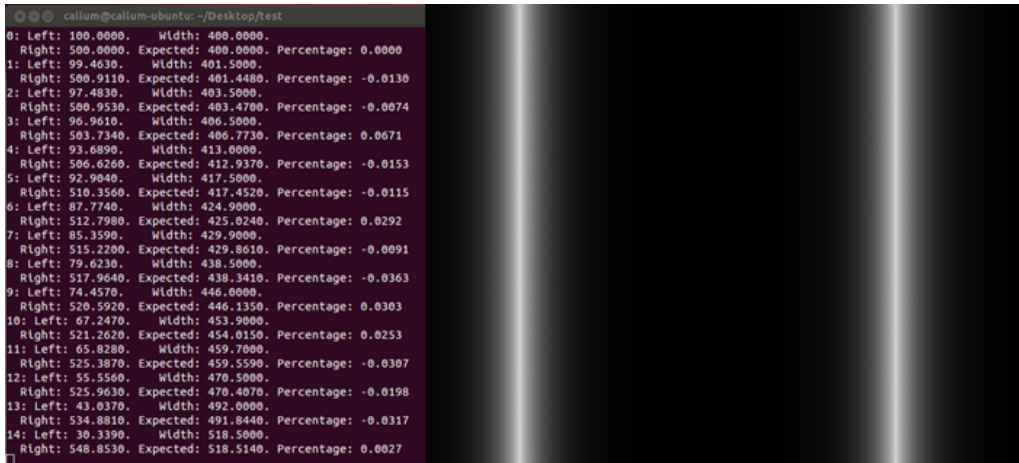 callum@callum-ubuntu: ~/Desktop/test
0: Left: 100.0000. Width: 400.0000.
Right: 500.0000. Expected: 400.0000. Percentage: 0.0000
1: Left: 99.4630. Width: 401.5000.
Right: 500.9110. Expected: 401.4480. Percentage: -0.0130
2: Left: 97.4830. Width: 403.5000.
Right: 500.9530. Expected: 403.4700. Percentage: -0.0074
3: Left: 96.9610. Width: 406.5000.
Right: 503.7340. Expected: 406.7730. Percentage: 0.0671
4: Left: 93.6890. Width: 413.0000.
Right: 506.6260. Expected: 412.9370. Percentage: -0.0153
5: Left: 92.9040. Width: 417.5000.
Right: 510.3560. Expected: 417.4520. Percentage: -0.0115
6: Left: 87.7740. Width: 424.9000.
Right: 512.7980. Expected: 425.0240. Percentage: 0.0292
7: Left: 85.3590. Width: 429.9000.
Right: 515.2200. Expected: 429.8610. Percentage: -0.0091
8: Left: 79.6230. Width: 438.5000.
Right: 517.9640. Expected: 438.3410. Percentage: -0.0363
9: Left: 74.4570. Width: 446.0000.
Right: 520.5920. Expected: 446.1350. Percentage: 0.0303
10: Left: 67.2470. Width: 453.9000.
Right: 521.2620. Expected: 454.0150. Percentage: 0.0253
11: Left: 65.8280. Width: 459.7000.
Right: 525.3870. Expected: 459.5590. Percentage: -0.0307
12: Left: 55.5560. Width: 470.5000.
Right: 525.9630. Expected: 470.4070. Percentage: -0.0198
13: Left: 43.0370. Width: 492.0000.
Right: 534.8810. Expected: 491.8440. Percentage: -0.0317
14: Left: 30.3390. Width: 518.5000.
Right: 548.8530. Expected: 518.5140. Percentage: 0.0027